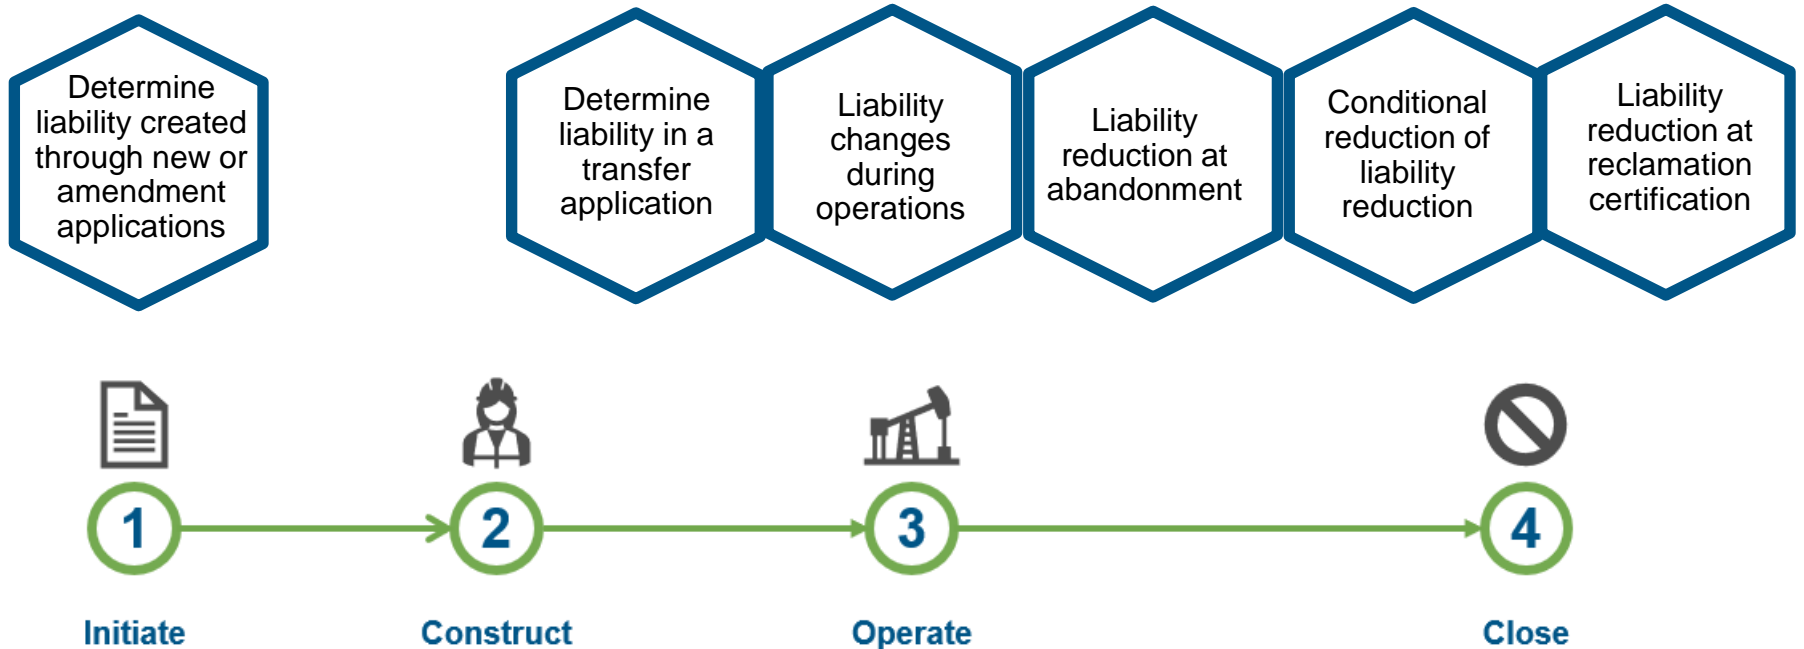 Determine
liability created
through new or
amendment
applications
Determine
liability in a
transfer
application
Liability
changes
during
operations
Liability
reduction at
abandonment
Conditional
reduction of
liability
reduction
Liability
reduction at
reclamation
certification
1
2
3
4
Initiate
Construct
Operate
Close